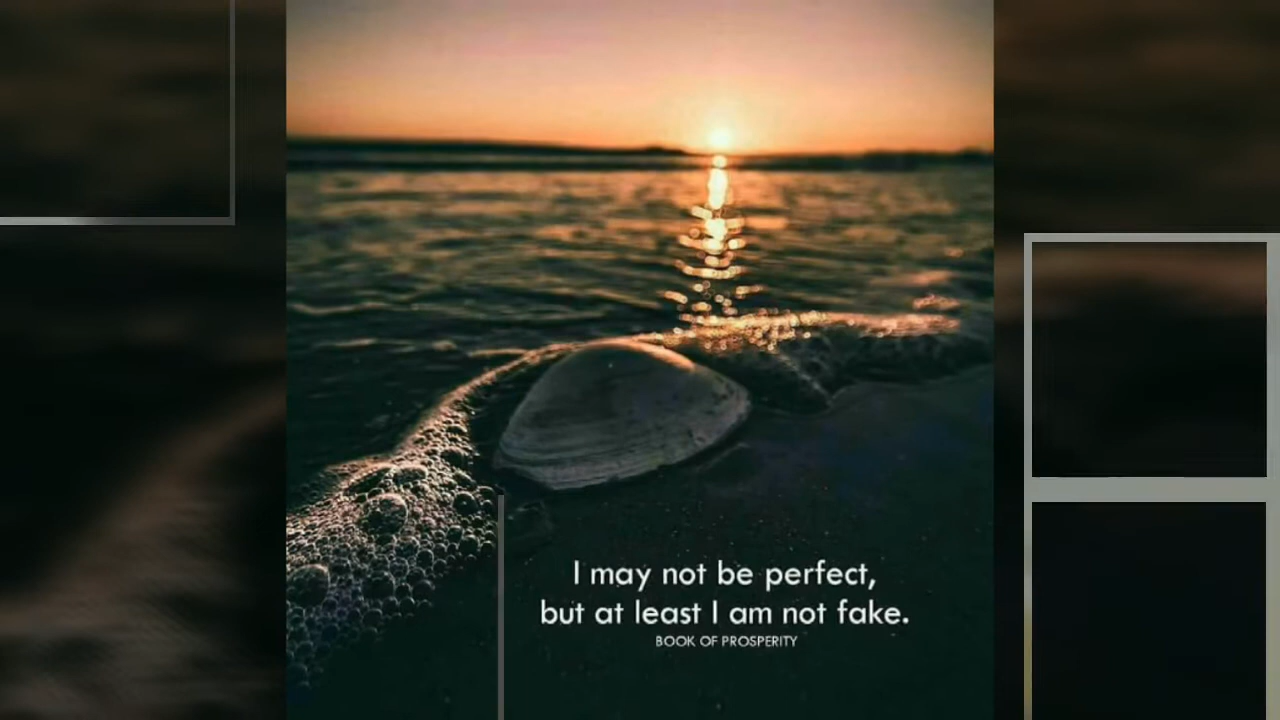 I may not be perfect,
but at least I am not fake.
BOOK OF PROSPERITY